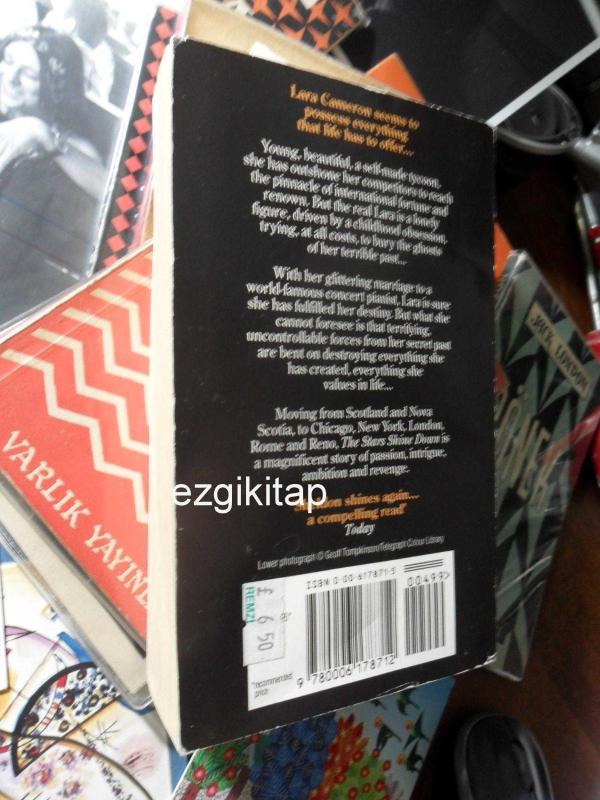 Lara Cameron seems to
possess everything
that life has to offer...
Young, beautiful, a self-made tycoon,
she has outshone her competitors to reach
the pinnacle of international fortune and
renown. But the real Lara is a lonely
figure, driven by a childhood obsession,
trying, at all costs, to bury the ghosts
of her terrible past...
With her glittering marriage to a
world-famous concert pianist, Lara is sure
she has fulfilled her destiny. But what she
cannot foresee is that terrifying,
uncontrollable forces from her secret past
are bent on destroying everything she
has created, everything she
values in life...
Moving from Scotland and Nova
Scotia, to Chicago, New York, London,
Rome and Reno, The Stars Shine Down is
a magnificent story of passion, intrigue,
ambition and revenge.
ezgikitap
shines again...
a compelling read'
Today
Lower photograph © Geoff Tompkinson/Telegraph Colour Library
ISBN 0-00-617871-5
00499>
9 780006 178712
*recommended
price
REMZİ
£ 6.50
VARLIK YAYINL
JACK LONDON